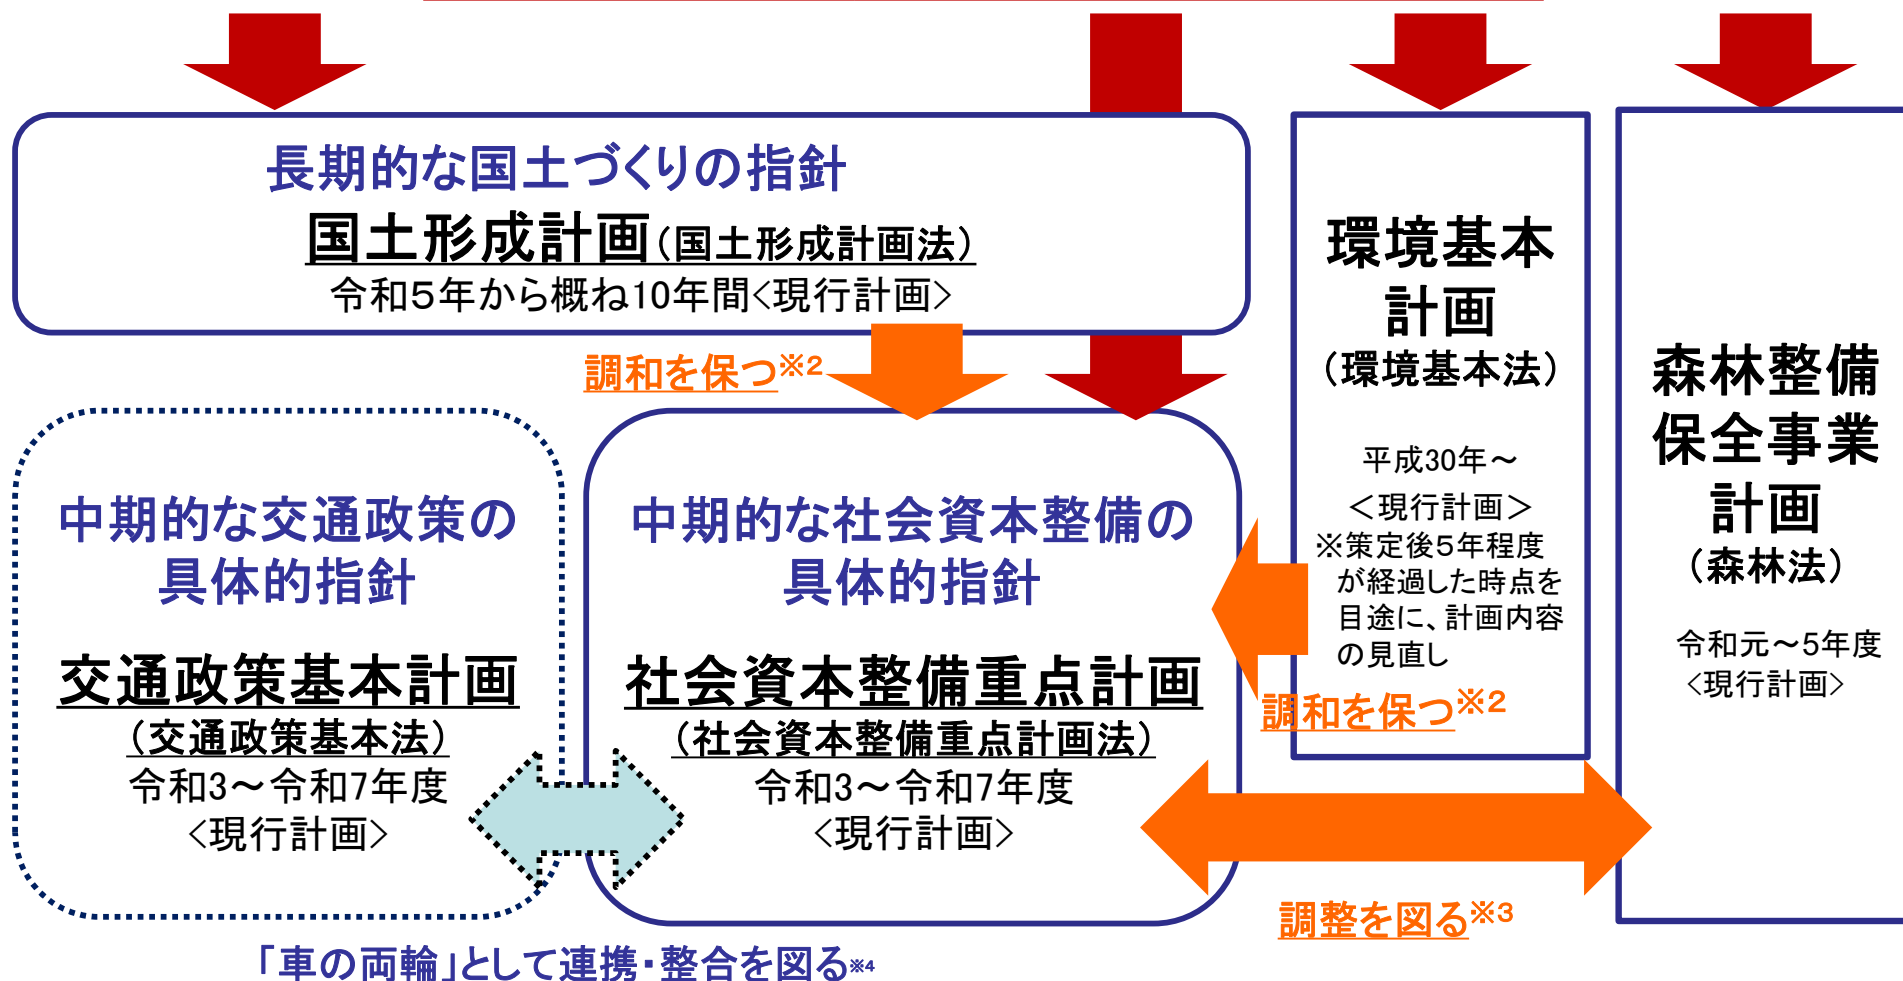 長期的な国土づくりの指針
国土形成計画(国土形成計画法)
令和5年から概ね10年間<現行計画>
調和を保つ※2
中期的な交通政策の
具体的指針
交通政策基本計画
(交通政策基本法)
令和3～令和7年度
<現行計画>
中期的な社会資本整備の
具体的指針
社会資本整備重点計画
(社会資本整備重点計画法)
令和3～令和7年度
<現行計画>
「車の両輪」として連携・整合を図る※4
環境基本
計画
(環境基本法)
平成30年～
＜現行計画＞
※策定後5年程度
が経過した時点を
目途に、計画内容
の見直し
調和を保つ※2
調整を図る※3
森林整備
保全事業
計画
(森林法)
令和元～5年度
<現行計画>